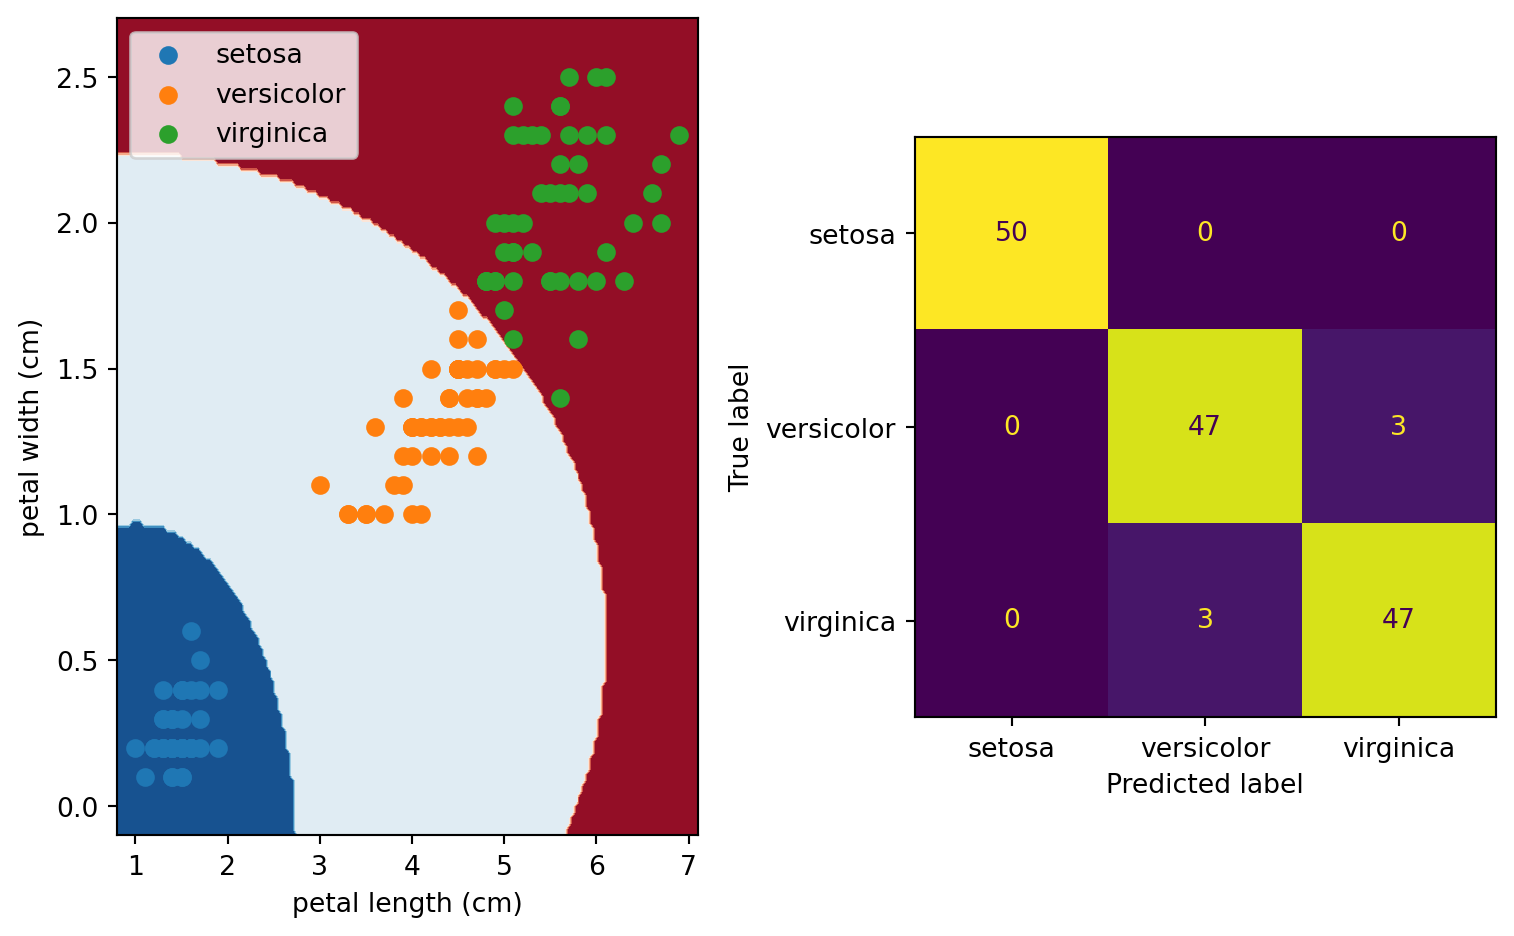 setosa
versicolor
virginica
2.5
2.0
1.5
1.0
0.5
0.0
petal width (cm)
1 2 3 4 5 6 7
petal length (cm)
True label
setosa 50 0 0
versicolor 0 47 3
virginica 0 3 47
setosa versicolor virginica
Predicted label